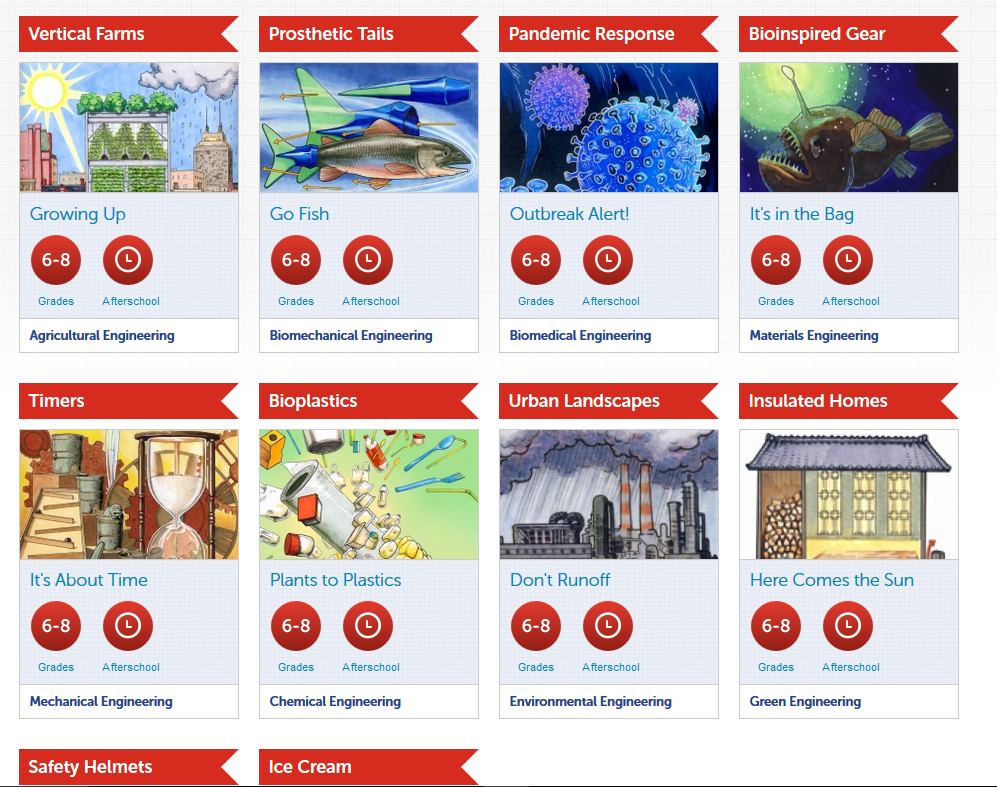 Vertical Farms
Prosthetic Tails
Pandemic Response
Bioinspired Gear
Growing Up
Go Fish
Outbreak Alert!
It's in the Bag
6-8
6-8
6-8
6-8
Grades Afterschool
Grades Afterschool
Grades Afterschool
Grades Afterschool
Agricultural Engineering
Biomechanical Engineering
Biomedical Engineering
Materials Engineering
Timers
Bioplastics
Urban Landscapes
Insulated Homes
It's About Time
Plants to Plastics
Don't Runoff
Here Comes the Sun
6-8
6-8
6-8
6-8
Grades Afterschool
Grades Afterschool
Grades Afterschool
Grades Afterschool
Mechanical Engineering
Chemical Engineering
Environmental Engineering
Green Engineering
Safety Helmets
Ice Cream